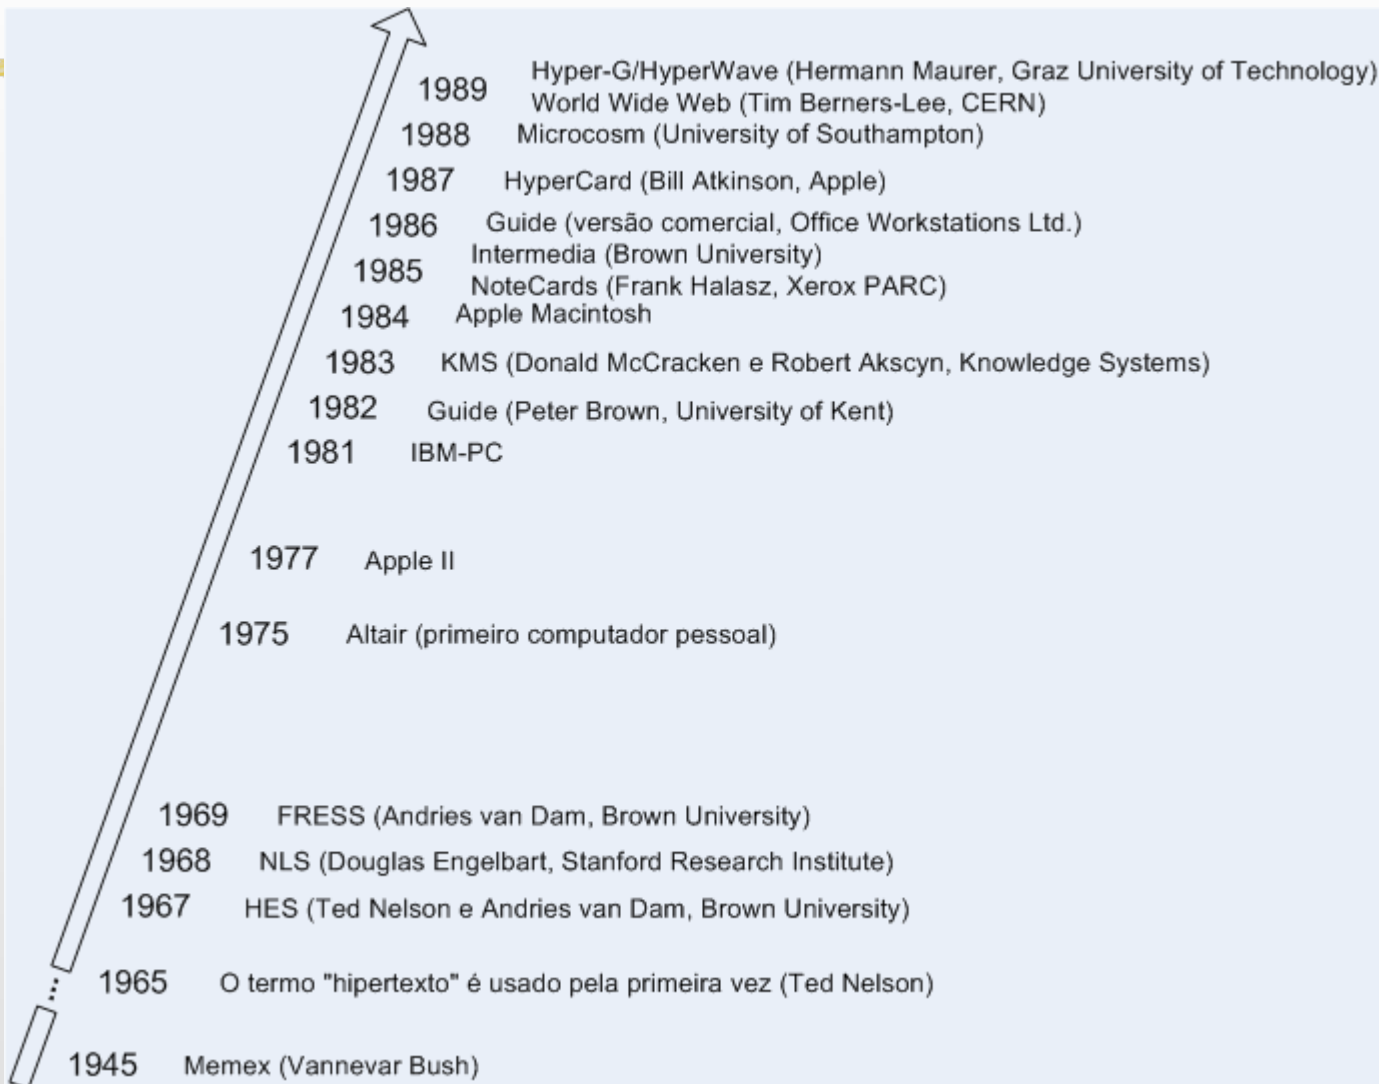 1989 Hyper-G/HyperWave (Hermann Maurer, Graz University of Technology)
World Wide Web (Tim Berners-Lee, CERN)
1988 Microcosm (University of Southampton)
1987 HyperCard (Bill Atkinson, Apple)
1986 Guide (versão comercial, Office Workstations Ltd.)
1985 Intermedia (Brown University)
NoteCards (Frank Halasz, Xerox PARC)
1984 Apple Macintosh
1983 KMS (Donald McCracken e Robert Akscyn, Knowledge Systems)
1982 Guide (Peter Brown, University of Kent)
1981 IBM-PC
1977 Apple II
1975 Altair (primeiro computador pessoal)
1969 FRESS (Andries van Dam, Brown University)
1968 NLS (Douglas Engelbart, Stanford Research Institute)
1967 HES (Ted Nelson e Andries van Dam, Brown University)
1965 O termo "hipertexto" é usado pela primeira vez (Ted Nelson)
1945 Memex (Vannevar Bush)